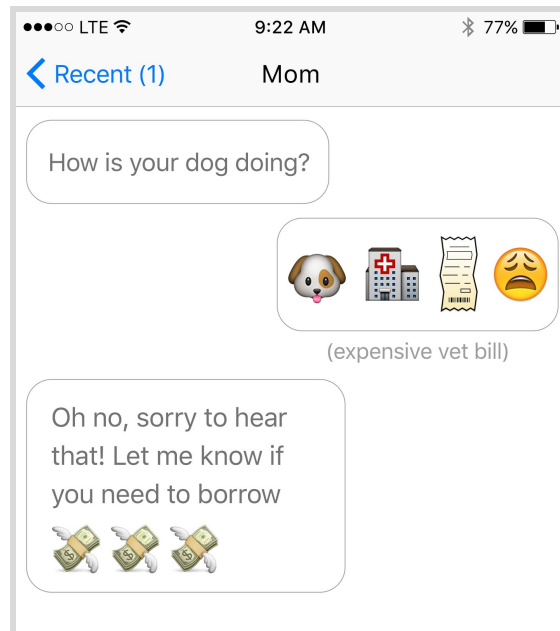 LTE 9:22 AM 77%
Recent (1) Mom
How is your dog doing?
(expensive vet bill)
Oh no, sorry to hear
that! Let me know if
you need to borrow